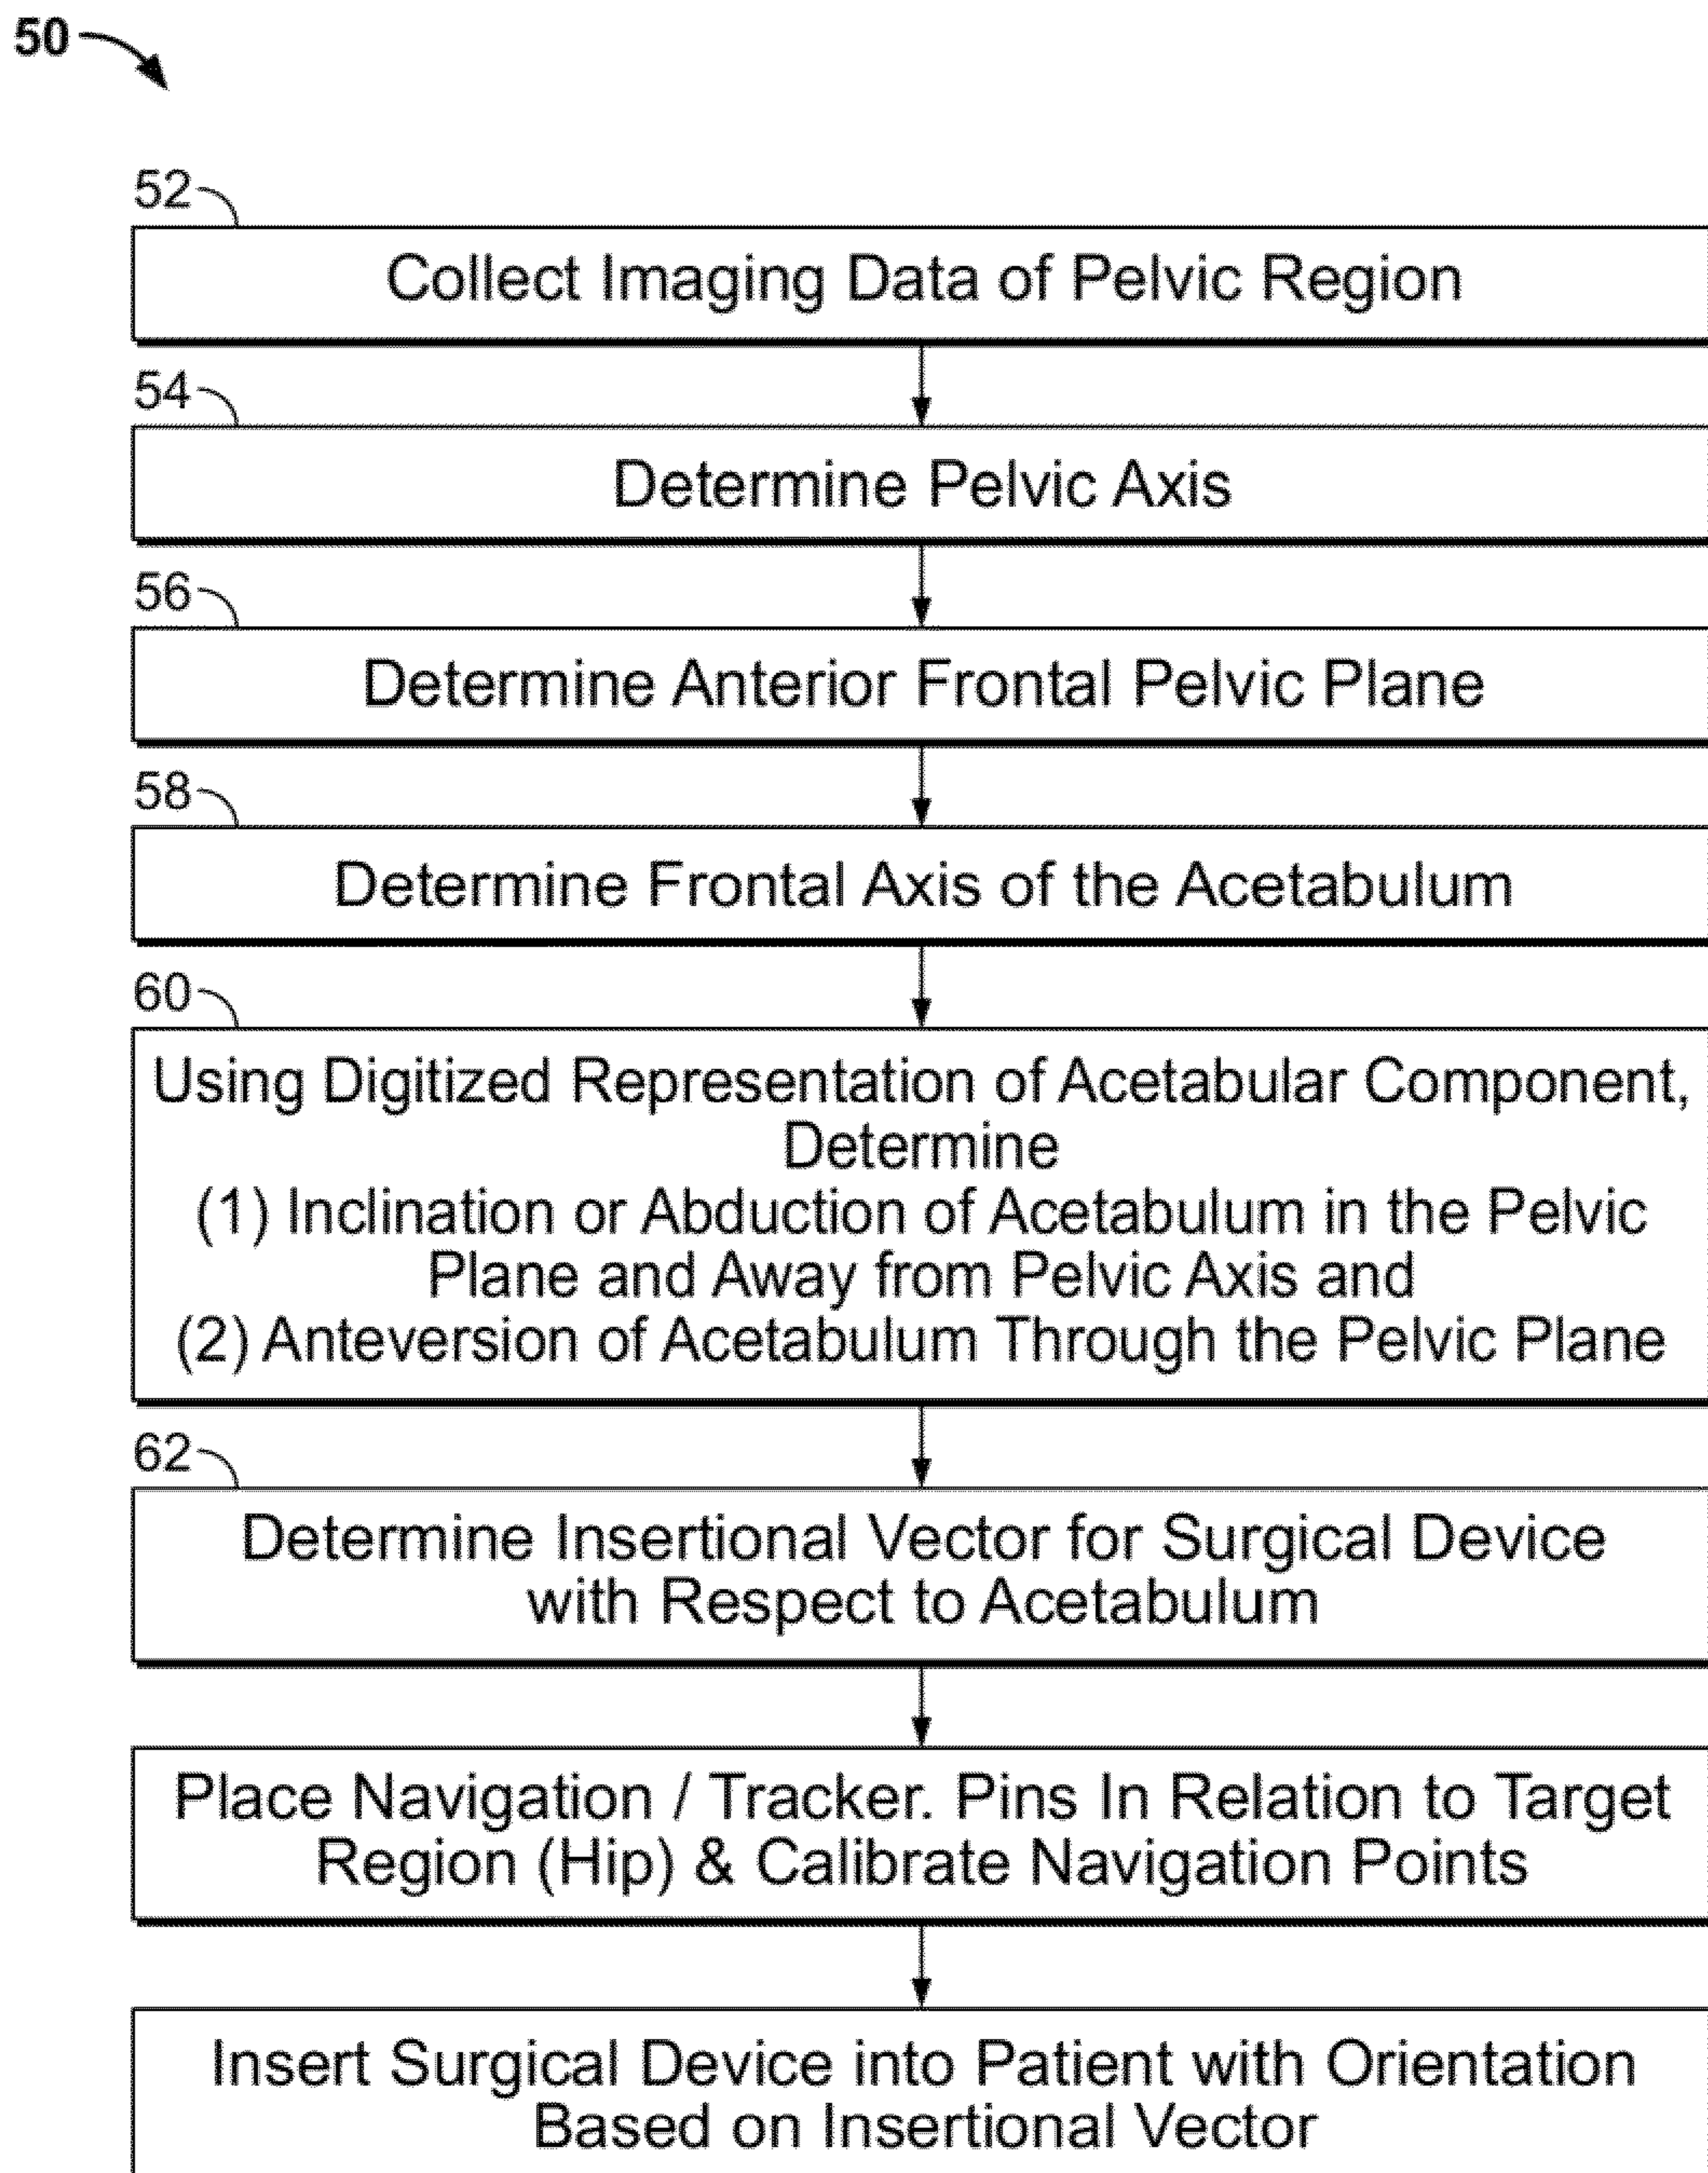 50
52
Collect Imaging Data of Pelvic Region
54
Determine Pelvic Axis
56
Determine Anterior Frontal Pelvic Plane
58
Determine Frontal Axis of the Acetabulum
60
Using Digitized Representation of Acetabular Component,
Determine
(1) Inclination or Abduction of Acetabulum in the Pelvic
Plane and Away from Pelvic Axis and
(2) Anteversion of Acetabulum Through the Pelvic Plane
62
Determine Insertional Vector for Surgical Device
with Respect to Acetabulum
Place Navigation / Tracker. Pins In Relation to Target
Region (Hip) & Calibrate Navigation Points
Insert Surgical Device into Patient with Orientation
Based on Insertional Vector